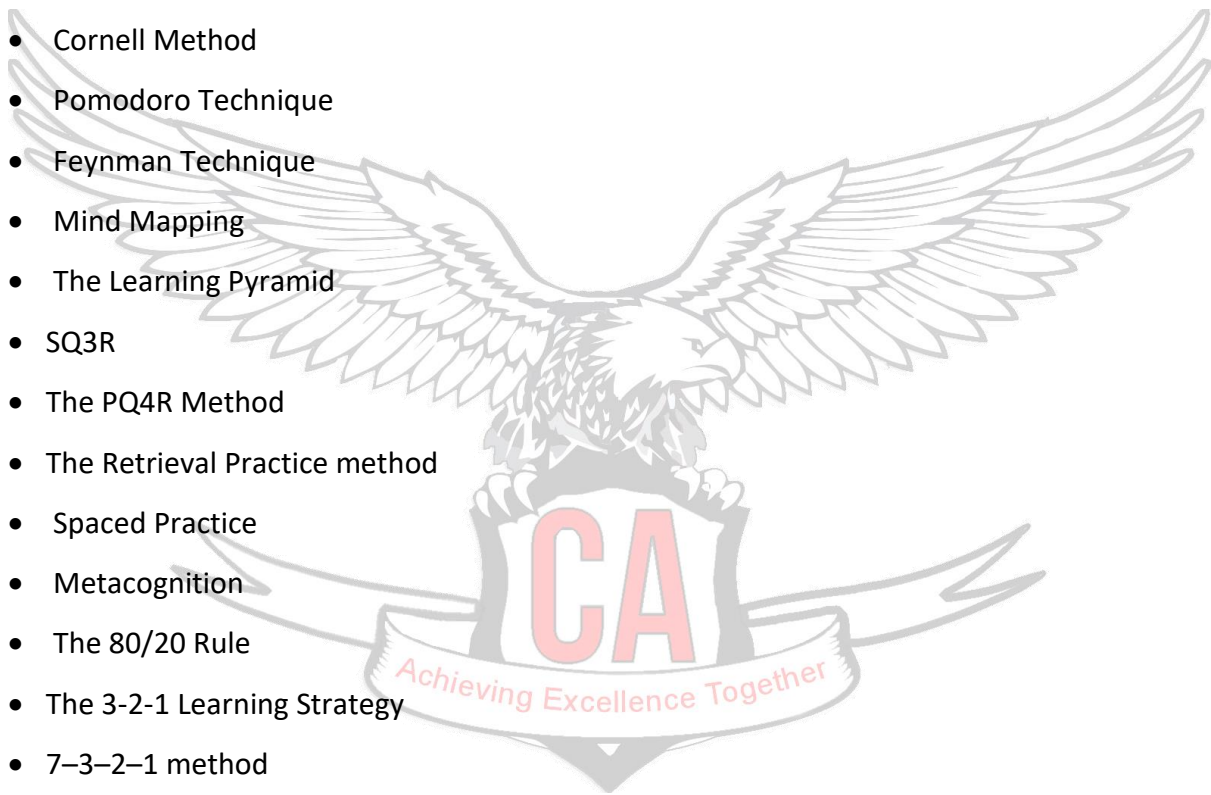 • Cornell Method
• Pomodoro Technique
• Feynman Technique
• Mind Mapping
• The Learning Pyramid
• SQ3R
• The PQ4R Method
• The Retrieval Practice method
• Spaced Practice
• Metacognition
• The 80/20 Rule
• The 3-2-1 Learning Strategy
• 7–3–2–1 method
CA
Achieving Excellence Together